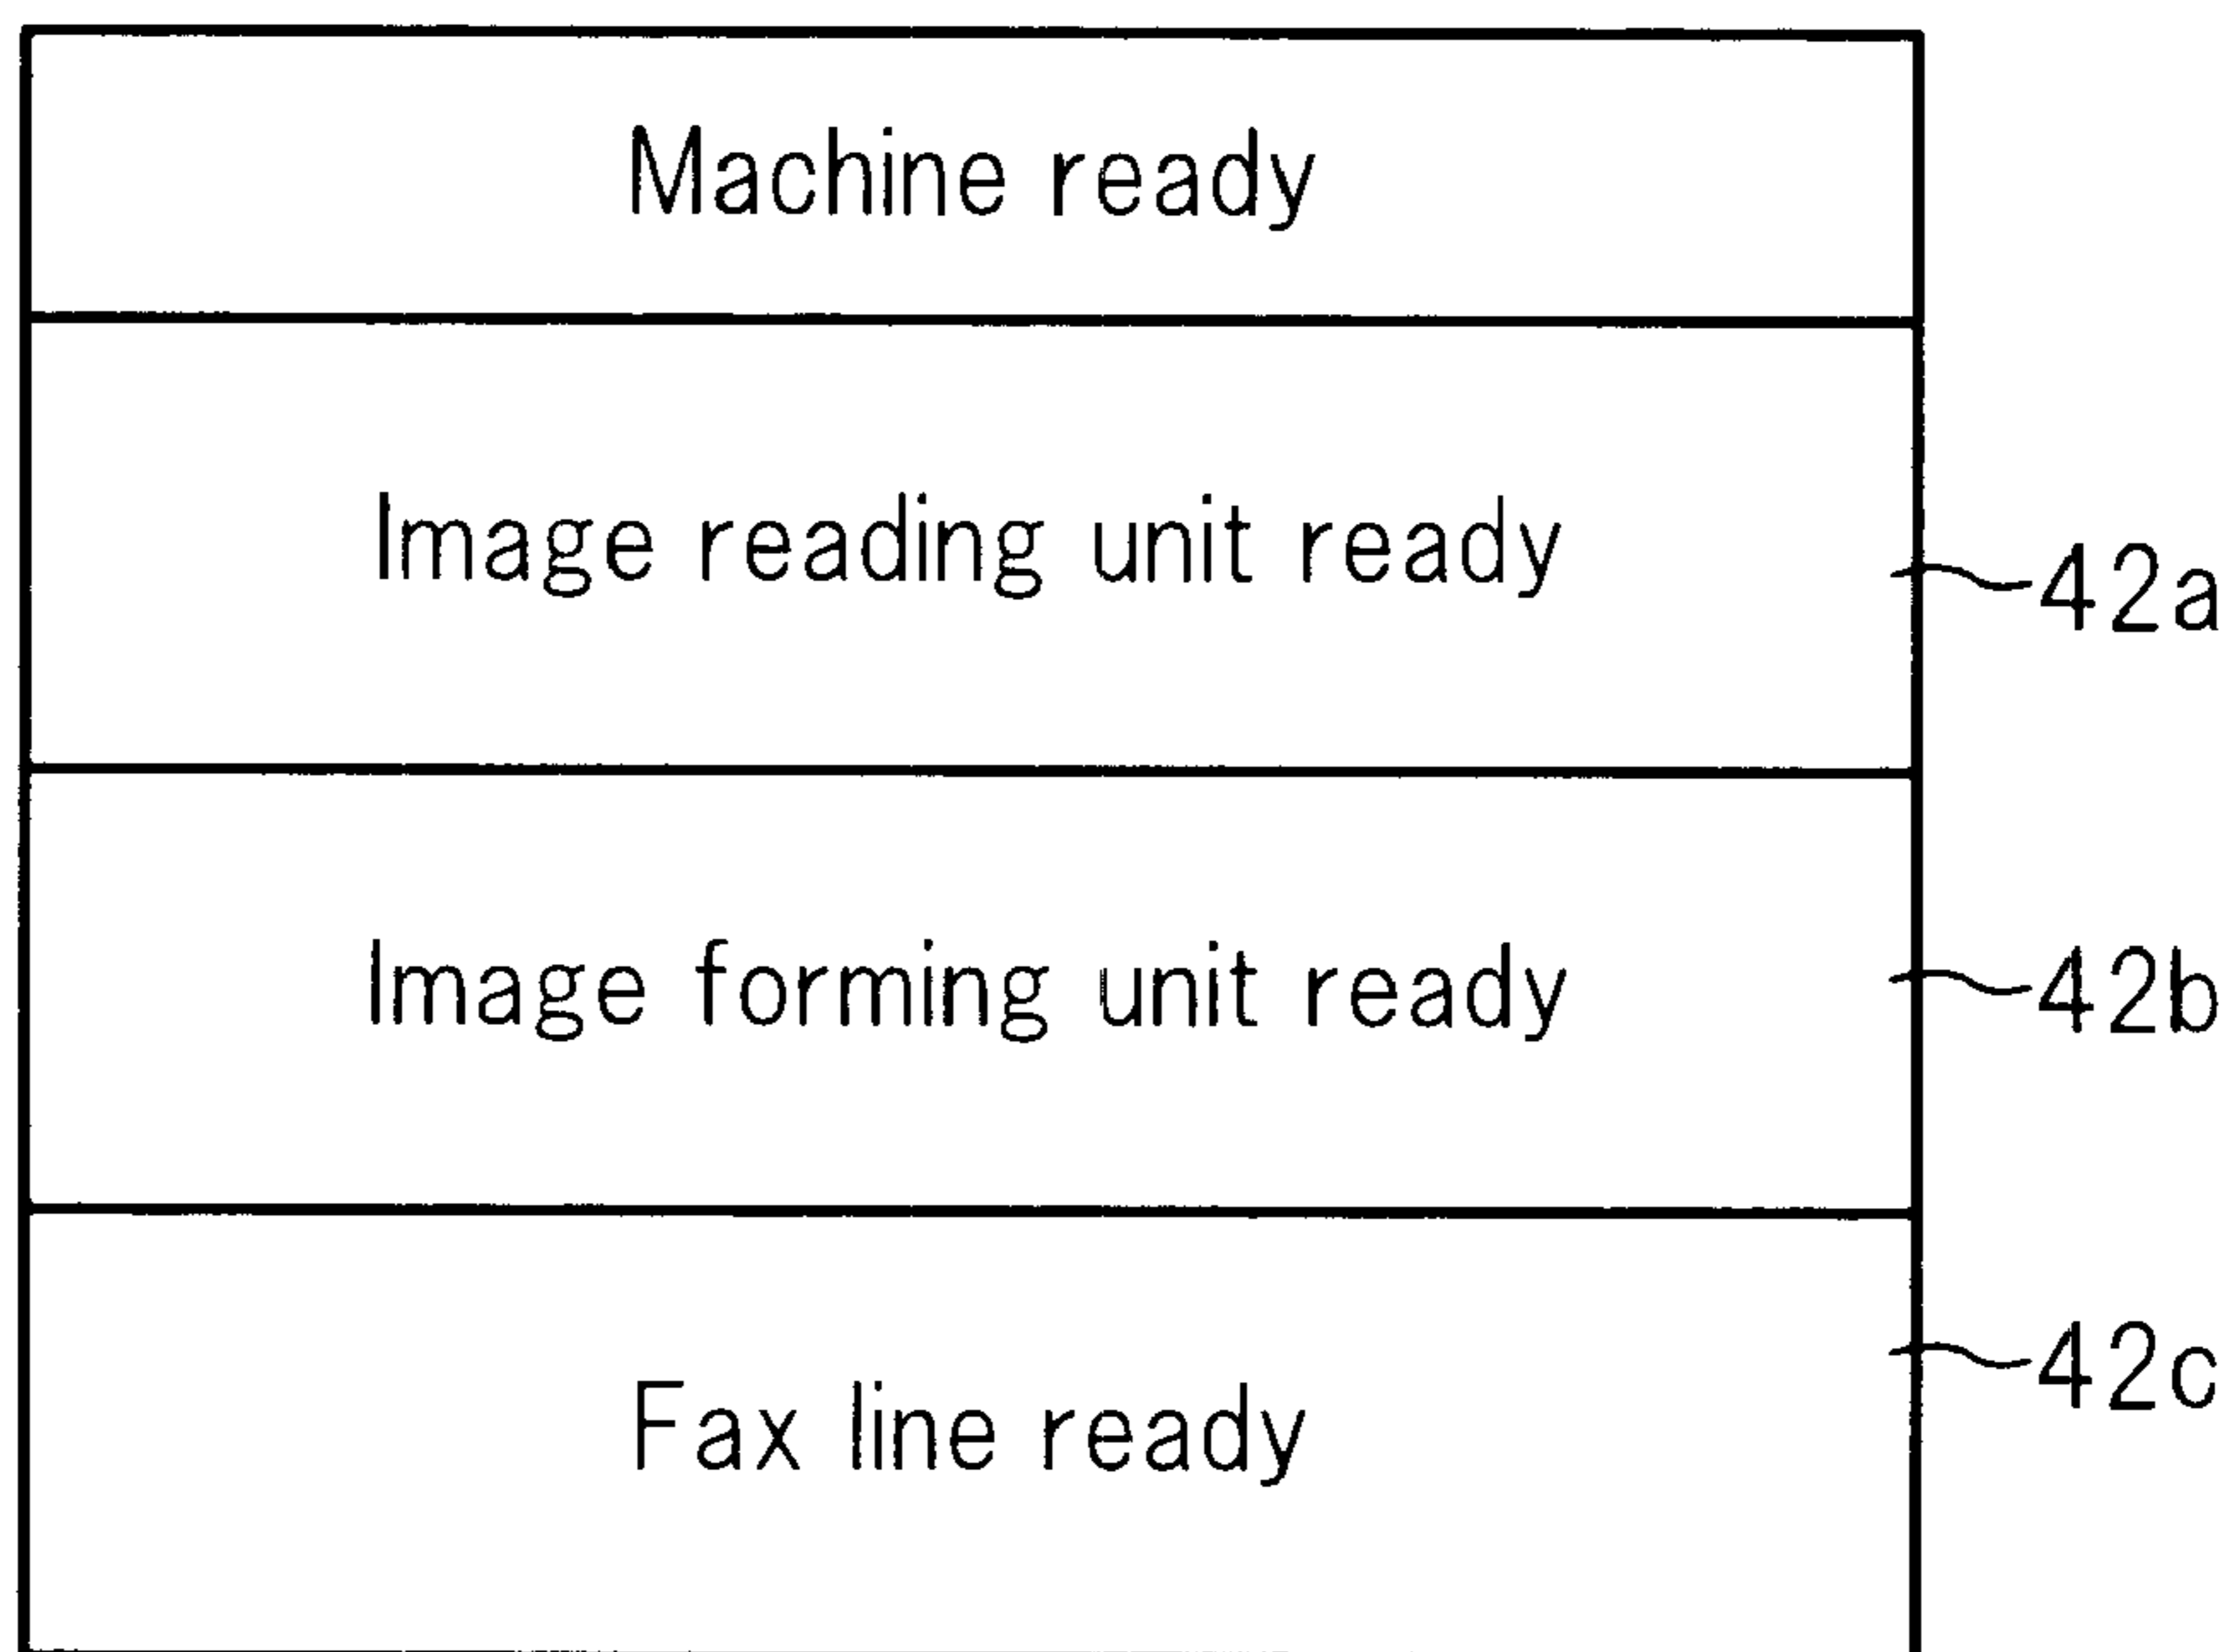 Machine ready
Image reading unit ready
42a
Image forming unit ready
42b
42c
Fax line ready